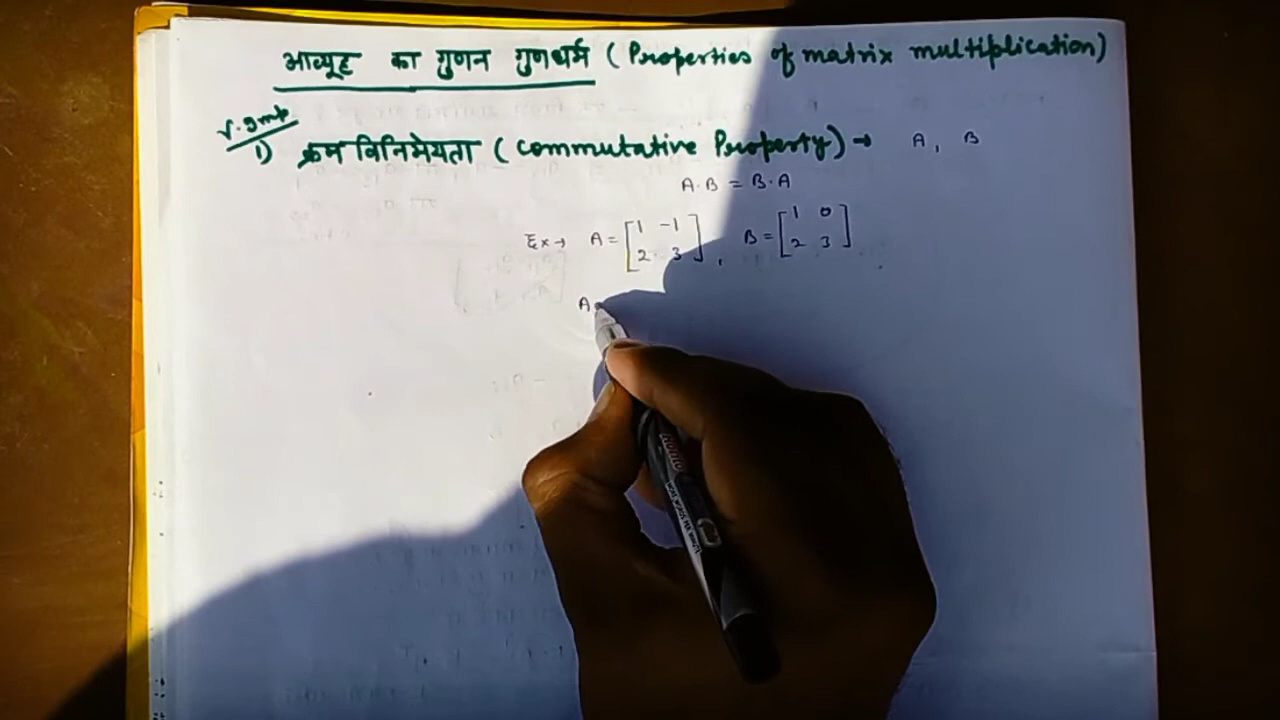 आव्यूह का गुणन गुणधर्म ( Properties of matrix multiplication)
V. Imp
1) क्रम विनिमेयता ( Commutative Property) → A, B
A·B = B·A
Ex → A = [1 -1
2 3], B = [1 0
2 3]
A